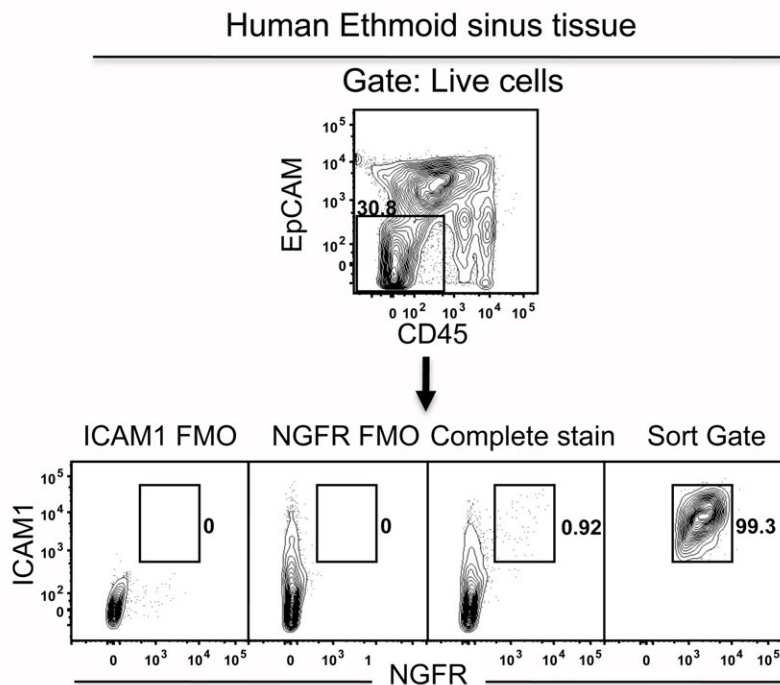 Human Ethmoid sinus tissue
Gate: Live cells
EpCAM
10⁵
10⁴
10³
10²
0
30.8
0 10² 10³ 10⁴ 10⁵
CD45
ICAM1 FMO NGFR FMO Complete stain Sort Gate
ICAM1
10⁵
10⁴
10³
10²
0
0 0 0.92 99.3
0 10³ 10⁴ 10⁵ 0 10³ 1 0 10³ 10⁴ 10⁵ 0 10³ 10⁴ 10⁵
NGFR